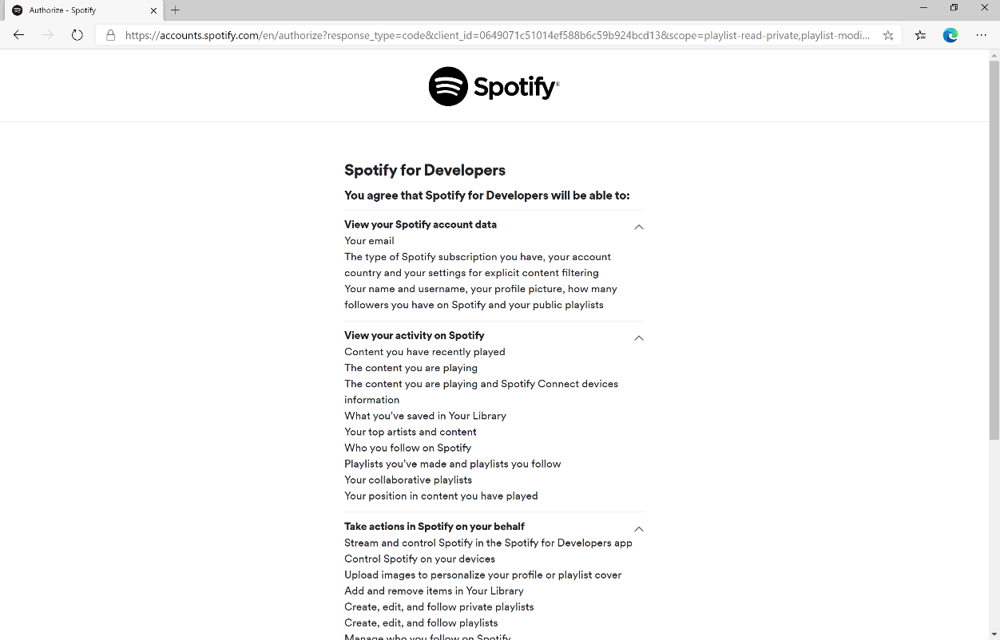 Authorize - Spotify
https://accounts.spotify.com/en/authorize?response_type=code&client_id=0649071c51014ef588b6c59b924bcd13&scope=playlist-read-private,playlist-modi...
Spotify®
Spotify for Developers
You agree that Spotify for Developers will be able to:
View your Spotify account data
Your email
The type of Spotify subscription you have, your account
country and your settings for explicit content filtering
Your name and username, your profile picture, how many
followers you have on Spotify and your public playlists
View your activity on Spotify
Content you have recently played
The content you are playing
The content you are playing and Spotify Connect devices
information
What you’ve saved in Your Library
Your top artists and content
Who you follow on Spotify
Playlists you’ve made and playlists you follow
Your collaborative playlists
Your position in content you have played
Take actions in Spotify on your behalf
Stream and control Spotify in the Spotify for Developers app
Control Spotify on your devices
Upload images to personalize your profile or playlist cover
Add and remove items in Your Library
Create, edit, and follow private playlists
Create, edit, and follow playlists
Manage who you follow on Spotify